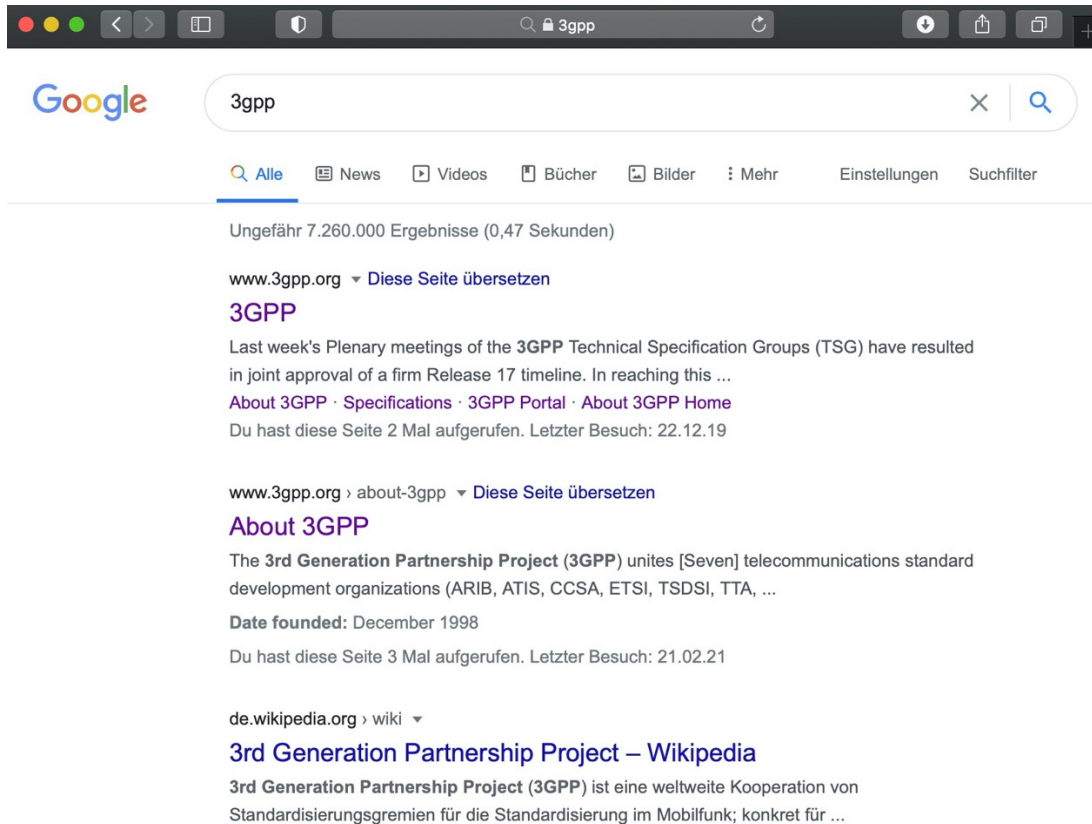 3gpp
Google
3gpp
Alle News Videos Bücher Bilder Mehr Einstellungen Suchfilter
Ungefähr 7.260.000 Ergebnisse (0,47 Sekunden)
www.3gpp.org Diese Seite übersetzen
3GPP
Last week's Plenary meetings of the 3GPP Technical Specification Groups (TSG) have resulted
in joint approval of a firm Release 17 timeline. In reaching this ...
About 3GPP · Specifications · 3GPP Portal · About 3GPP Home
Du hast diese Seite 2 Mal aufgerufen. Letzter Besuch: 22.12.19
www.3gpp.org › about-3gpp Diese Seite übersetzen
About 3GPP
The 3rd Generation Partnership Project (3GPP) unites [Seven] telecommunications standard
development organizations (ARIB, ATIS, CCSA, ETSI, TSDSI, TTA, ...
Date founded: December 1998
Du hast diese Seite 3 Mal aufgerufen. Letzter Besuch: 21.02.21
de.wikipedia.org › wiki
3rd Generation Partnership Project – Wikipedia
3rd Generation Partnership Project (3GPP) ist eine weltweite Kooperation von
Standardisierungsgremien für die Standardisierung im Mobilfunk; konkret für ...